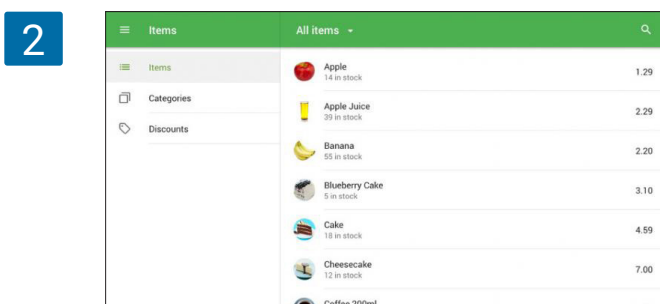 2
Items
All items
Items
Categories
Discounts
Apple
14 in stock
1.29
Apple Juice
39 in stock
2.29
Banana
55 in stock
2.20
Blueberry Cake
5 in stock
3.10
Cake
18 in stock
4.59
Cheesecake
12 in stock
7.00
Coffee 200ml